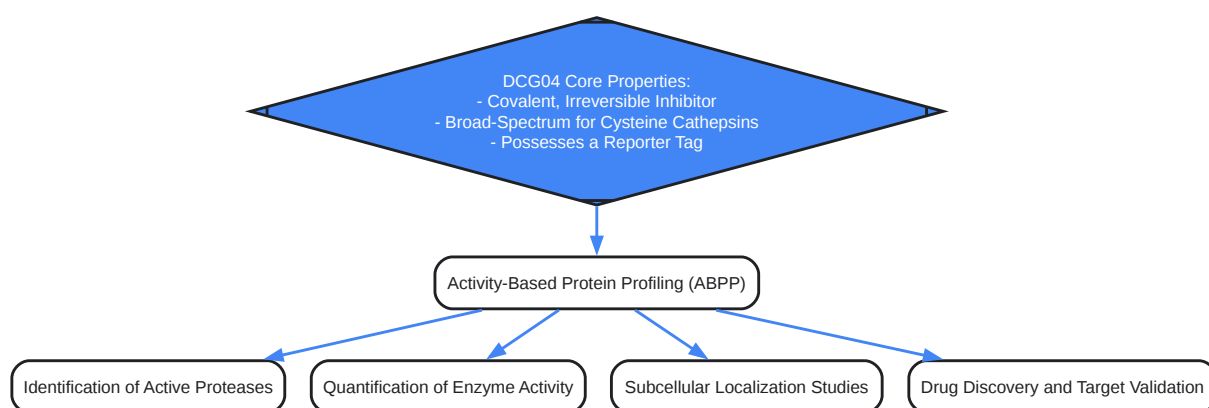 DCG04 Core Properties:
- Covalent, Irreversible Inhibitor
- Broad-Spectrum for Cysteine Cathepsins
- Possesses a Reporter Tag
Activity-Based Protein Profiling (ABPP)
Identification of Active Proteases
Quantification of Enzyme Activity
Subcellular Localization Studies
Drug Discovery and Target Validation